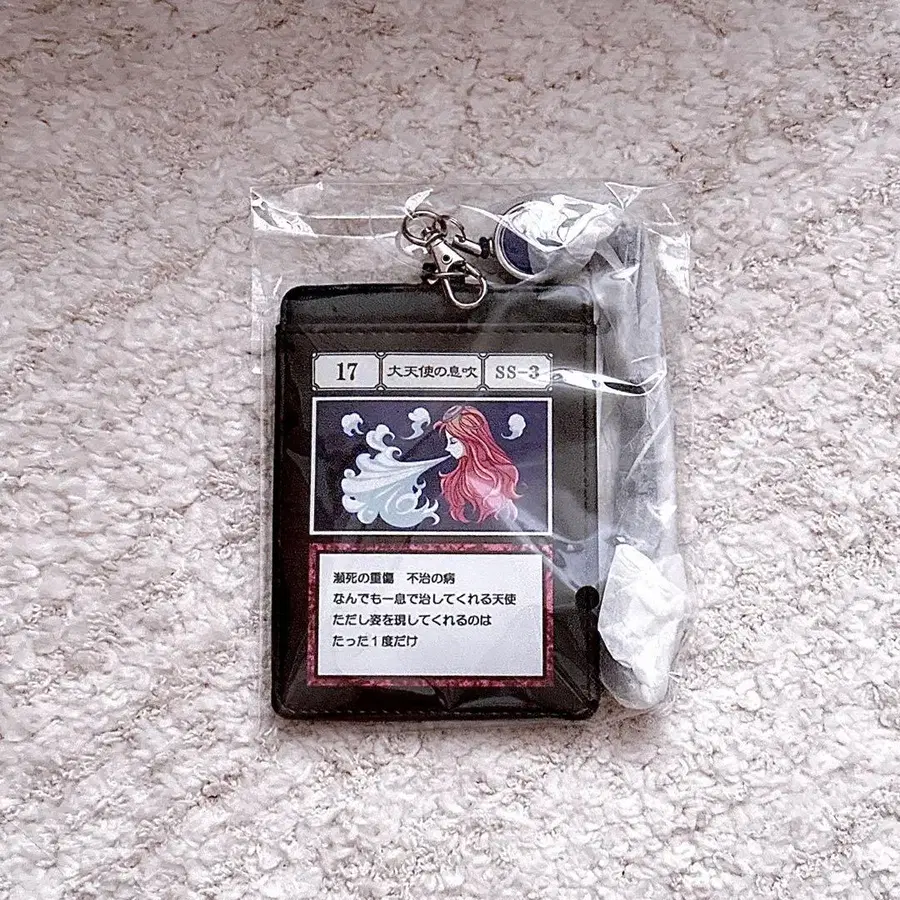 17
大天使の息吹
SS-3
瀕死の重傷 不治の病
なんでも一息で治してくれる天使
ただし姿を現してくれるのは
たった1度だけ